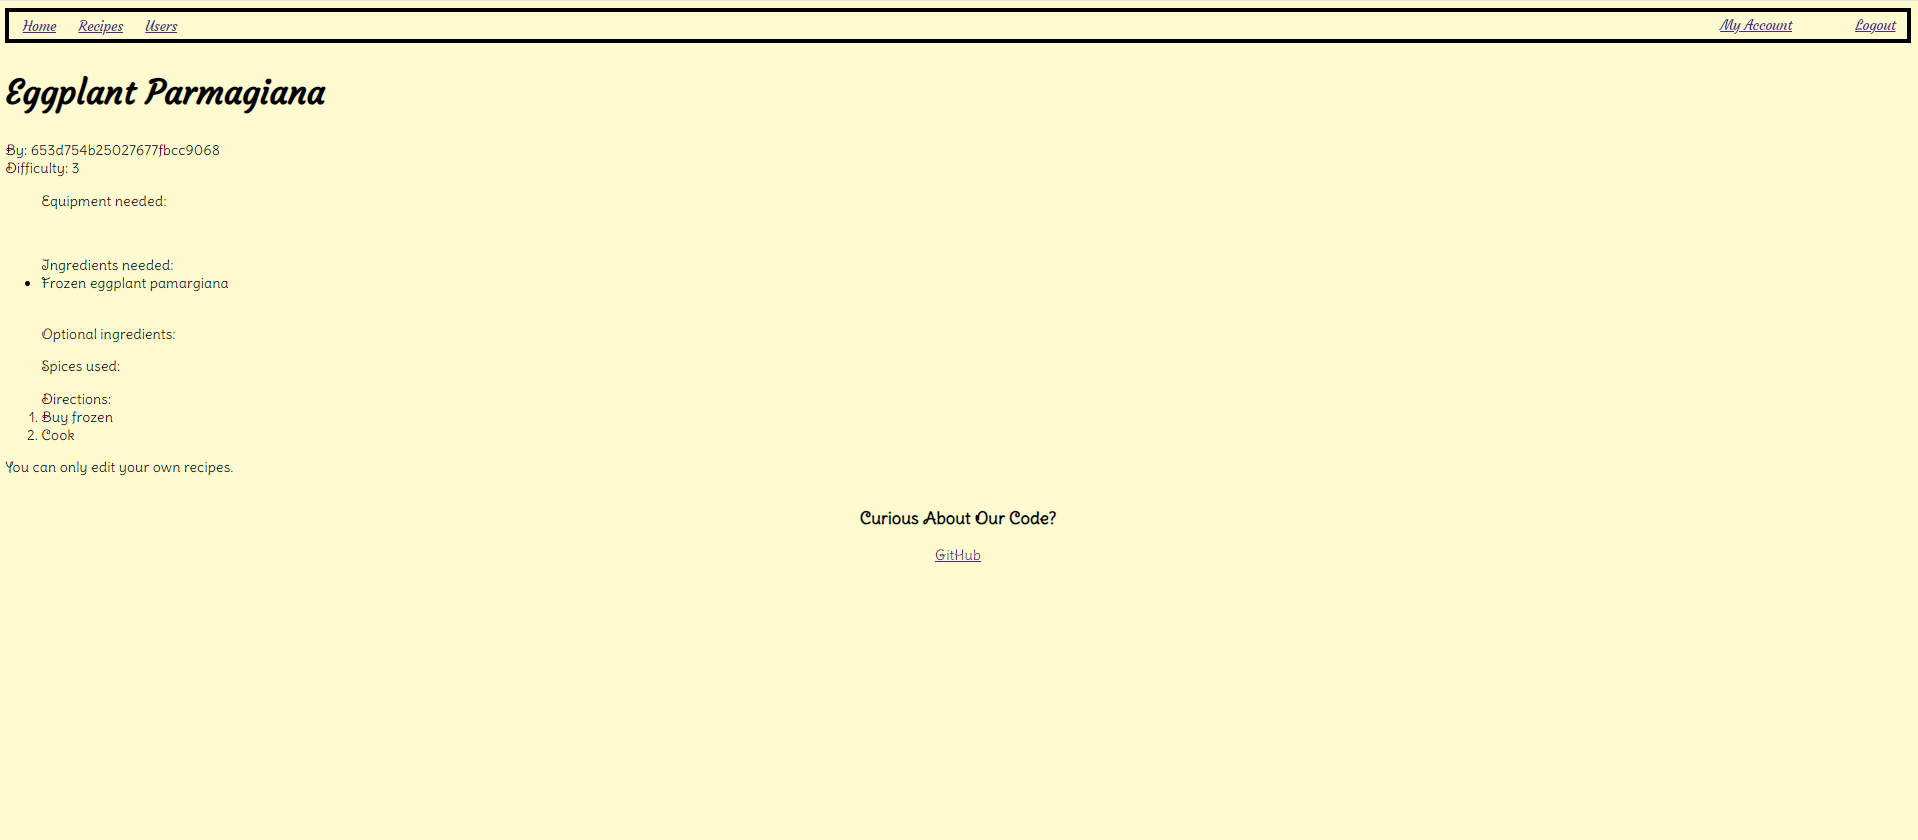 Home Recipes Users My Account Logout
Eggplant Parmagiana
By: 653d754b25027677fbcc9068
Difficulty: 3
Equipment needed:
Ingredients needed:
• Frozen eggplant pamargiana
Optional ingredients:
Spices used:
Directions:
1. Buy frozen
2. Cook
You can only edit your own recipes.
Curious About Our Code?
GitHub